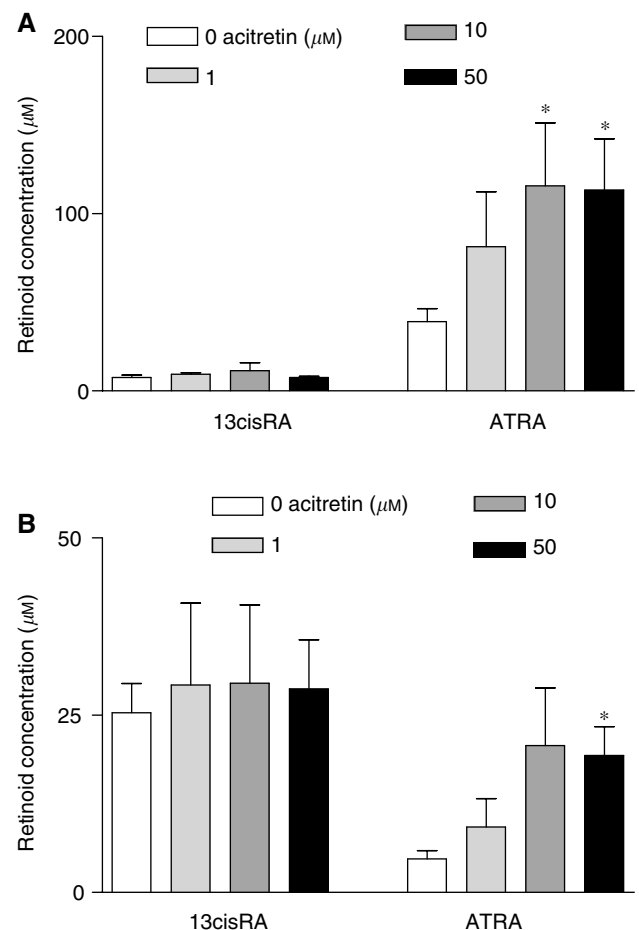 A
200
0 acitretin (μM)
10
1
50
*
*
Retinoid concentration (μM)
100
0
13cisRA
ATRA
B
0 acitretin (μM)
10
1
50
50
*
Retinoid concentration (μM)
25
0
13cisRA
ATRA